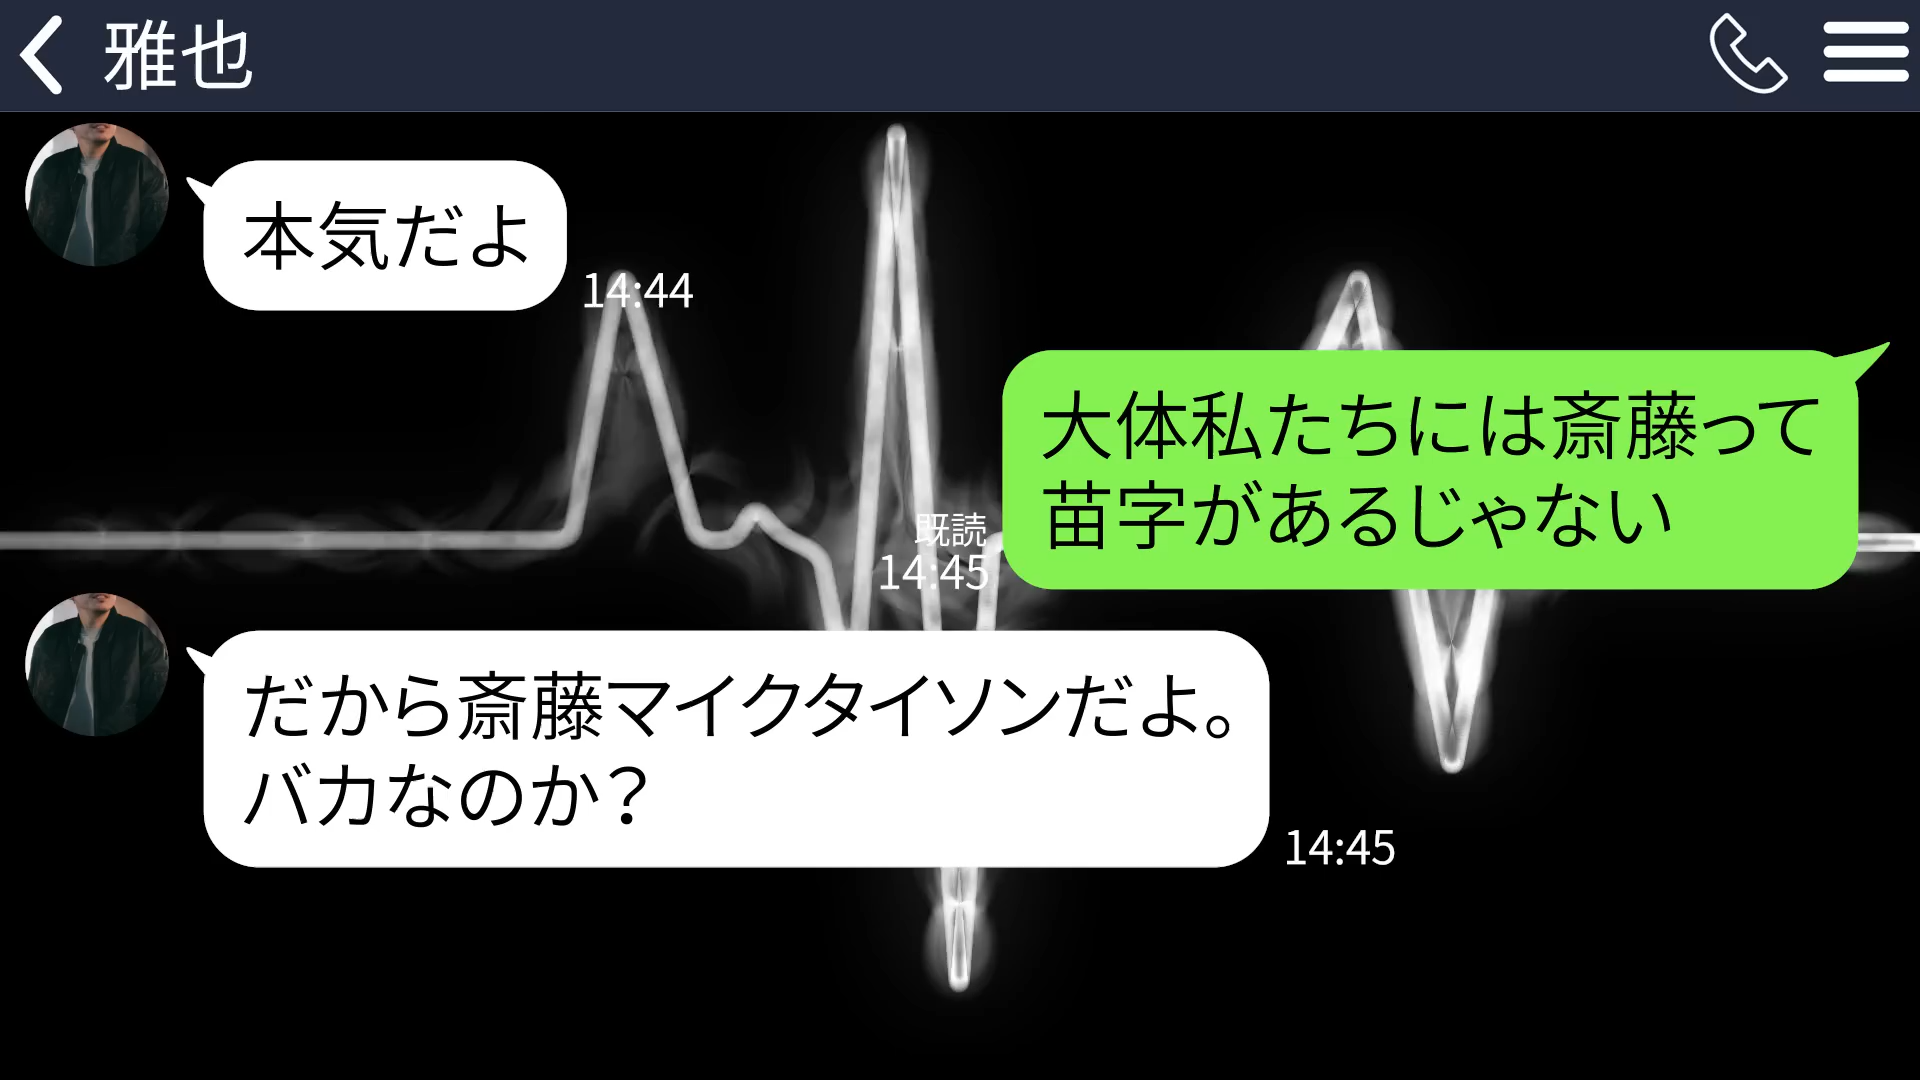 雅也
本気だよ
14:44
大体私たちには斎藤って
苗字があるじゃない
既読
14:45
だから斎藤マイクタイソンだよ。
バカなのか？
14:45